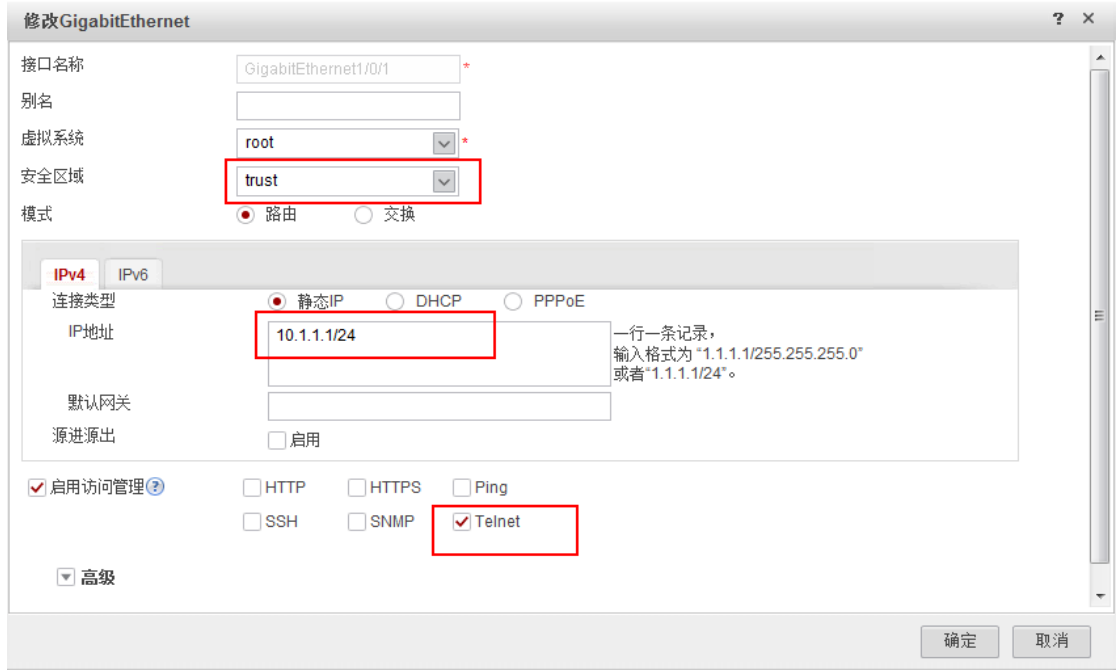 修改GigabitEthernet ? ×
接口名称 GigabitEthernet1/0/1 *
别名
虚拟系统 root *
安全区域 trust
模式 路由 交换
IPv4 IPv6
连接类型 静态IP DHCP PPPoE
IP地址 10.1.1.1/24 一行一条记录，
输入格式为 “1.1.1.1/255.255.255.0”
或者“1.1.1.1/24”。
默认网关
源进源出 启用
启用访问管理 ? HTTP HTTPS Ping
SSH SNMP Telnet
高级
确定 取消